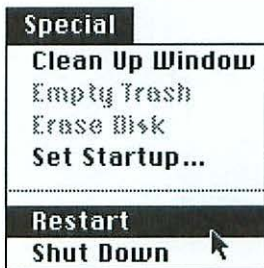 Special
Clean Up Window
Empty Trash
Erase Disk
Set Startup...
Restart
Shut Down